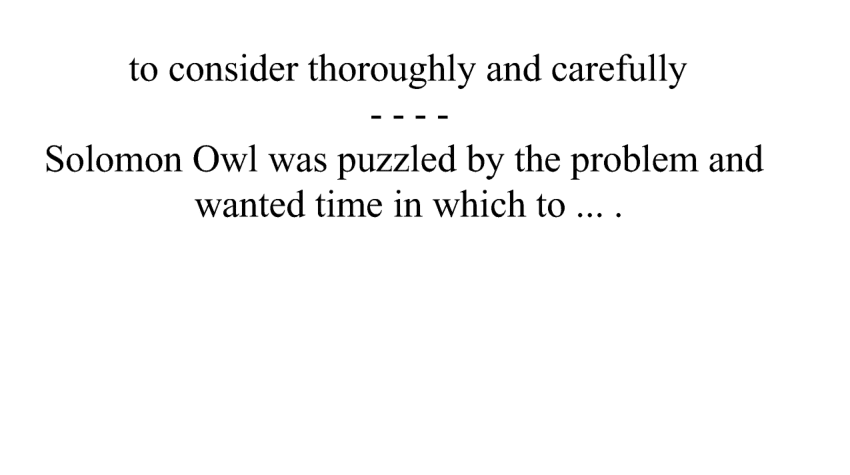 to consider thoroughly and carefully
- - - -
Solomon Owl was puzzled by the problem and
wanted time in which to ... .